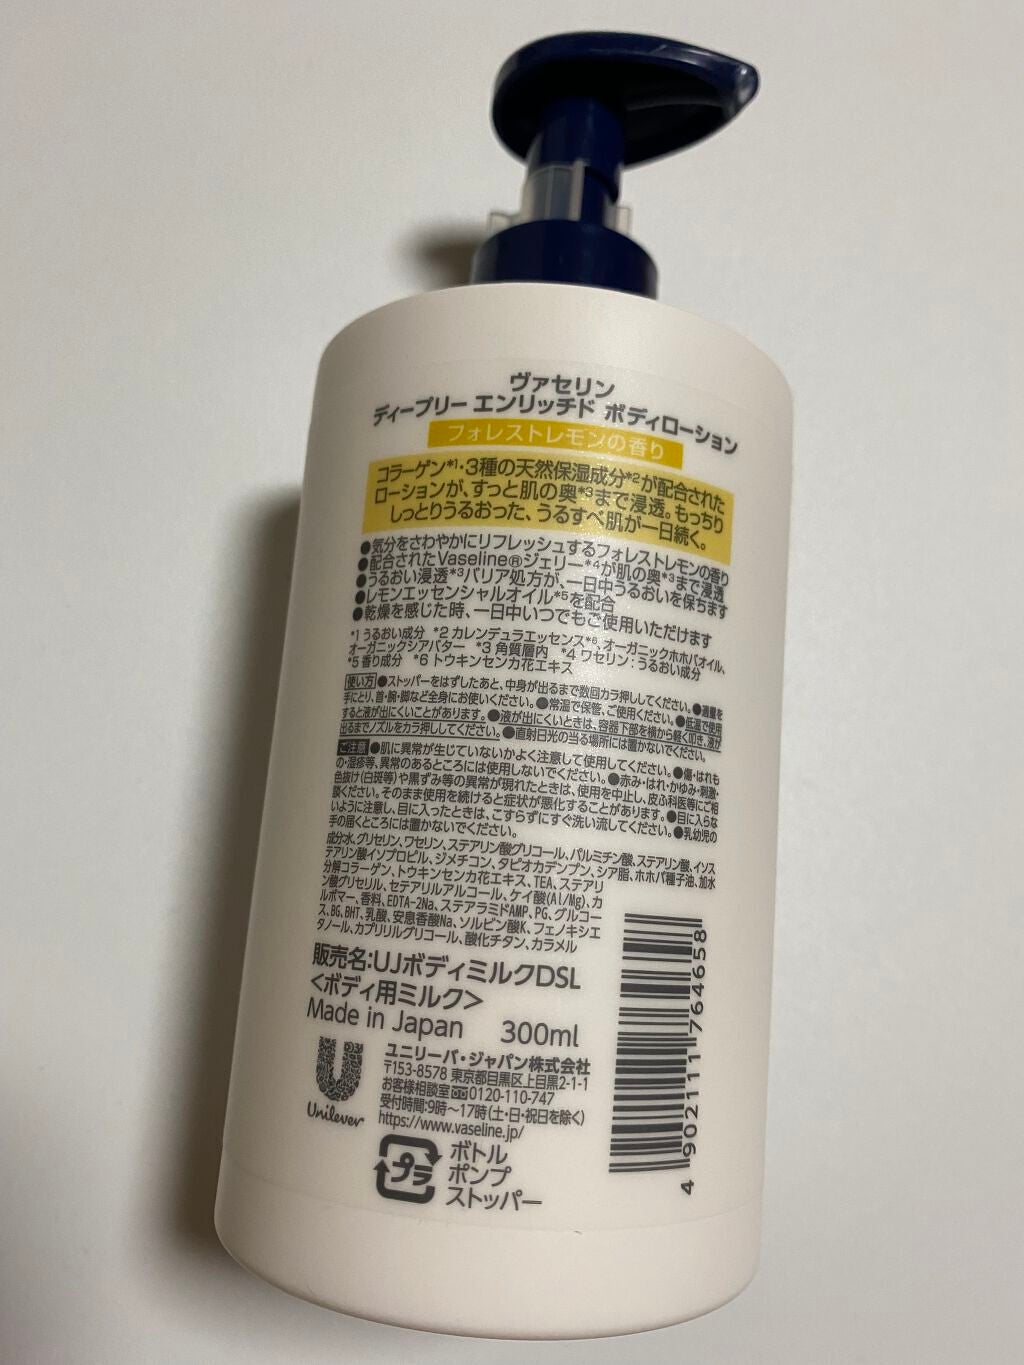 ヴァセリン
ディープリー エンリッチド ボディローション
フォレストレモンの香り
コラーゲン*1・3種の天然保湿成分*2が配合された
ローションが、すっと肌の奥*3まで浸透。もっちり
しっとりうるおった、うるすべ肌が一日続く。
●気分をさわやかにリフレッシュするフォレストレモンの香り
●配合されたVaseline®ジェリー*4が肌の奥*3まで浸透
●うるおい浸透*3バリア処方が、一日中うるおいを保ちます
●レモンエッセンシャルオイル*5を配合
●乾燥を感じた時、一日中いつでもご使用いただけます
*1 うるおい成分 *2 カレンデュラエッセンス*6、オーガニックホホバオイル、
オーガニックシアバター *3 角質層内 *4 ワセリン：うるおい成分
*5 香り成分 *6 トウキンセンカ花エキス
使い方 ●ストッパーをはずしたあと、中身が出るまで数回カラ押ししてください。●適量を
手にとり、首・腕・脚など全身にお使いください。●常温で保管、ご使用ください。●低温で使用
すると液が出にくいことがあります。●液が出にくいときは、容器下部を横から軽く叩き、液が
出るまでノズルをカラ押ししてください。●直射日光の当る場所には置かないでください。
ご注意 ●肌に異常が生じていないかよく注意して使用してください。●傷・はれも
の・湿疹等、異常のあるところには使用しないでください。●赤み・はれ・かゆみ・刺激・
色抜け(白斑等)や黒ずみ等の異常が現れたときは、使用を中止し、皮ふ科医等にご相
談ください。そのまま使用を続けると症状が悪化することがあります。●目に入らな
いように注意し、目に入ったときは、こすらずにすぐ洗い流してください。●乳幼児の
手の届くところには置かないでください。
成分:水、グリセリン、ワセリン、ステアリン酸グリコール、パルミチン酸、ステアリン酸、イソス
テアリン酸イソプロピル、ジメチコン、タピオカデンプン、シア脂、ホホバ種子油、加水
分解コラーゲン、トウキンセンカ花エキス、TEA、ステアリ
ン酸グリセリル、セテアリルアルコール、ケイ酸(Al/Mg)、カ
ルボマー、香料、EDTA-2Na、ステアラミドAMP、PG、グルコー
ス、BG、BHT、乳酸、安息香酸Na、ソルビン酸K、フェノキシエ
タノール、カプリリルグリコール、酸化チタン、カラメル
販売名:UJボディミルクDSL
<ボディ用ミルク>
Made in Japan 300ml
ユニリーバ・ジャパン株式会社
〒153-8578 東京都目黒区上目黒2-1-1
お客様相談室 0120-110-747
受付時間:9時〜17時(土・日・祝日を除く)
https://www.vaseline.jp/
Unilever
プラ
ボトル
ポンプ
ストッパー
4 902111 764658